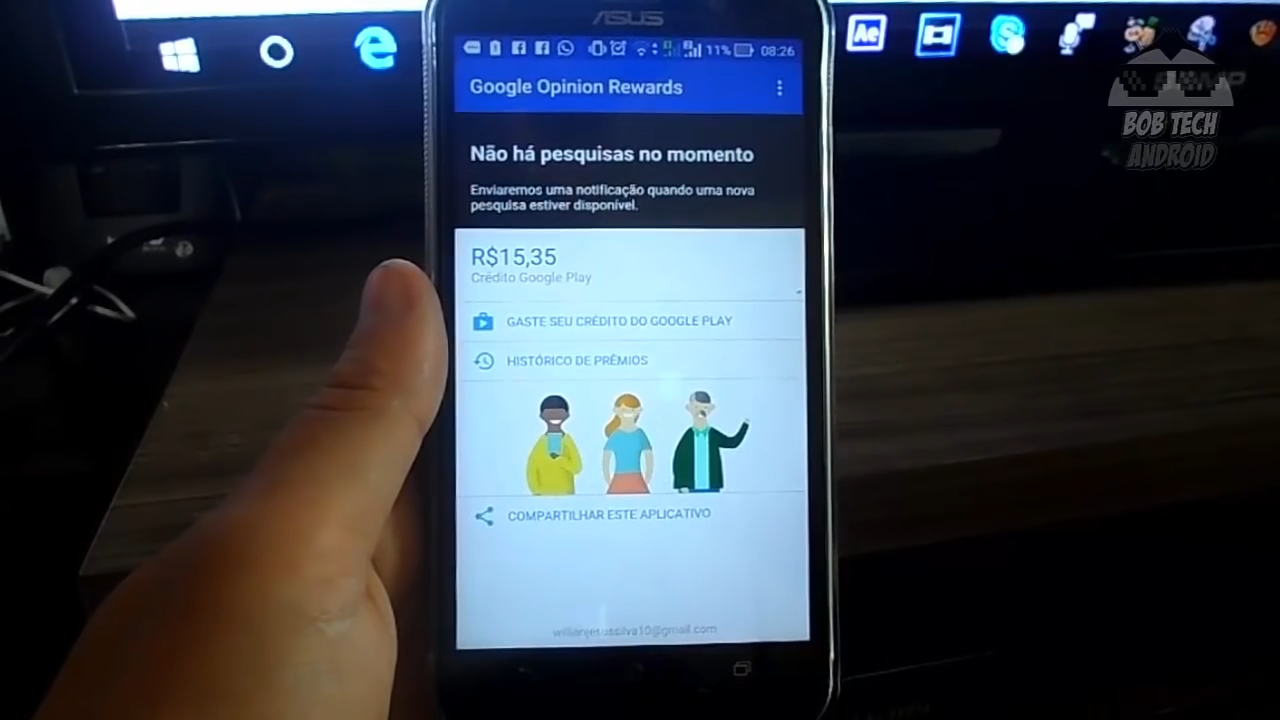 ASUS
11% 08:26
Google Opinion Rewards
Não há pesquisas no momento
Enviaremos uma notificação quando uma nova
pesquisa estiver disponível.
R$15,35
Crédito Google Play
GASTE SEU CRÉDITO DO GOOGLE PLAY
HISTÓRICO DE PRÊMIOS
COMPARTILHAR ESTE APLICATIVO
willianjesussilva10@gmail.com
Ae
BOB TECH
ANDROID